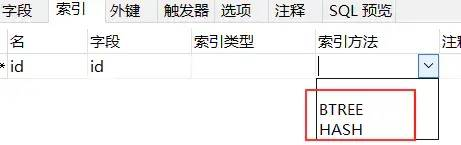 字段 索引 外键 触发器 选项 注释 SQL 预览
名 字段 索引类型 索引方法 注释
* id id
BTREE
HASH